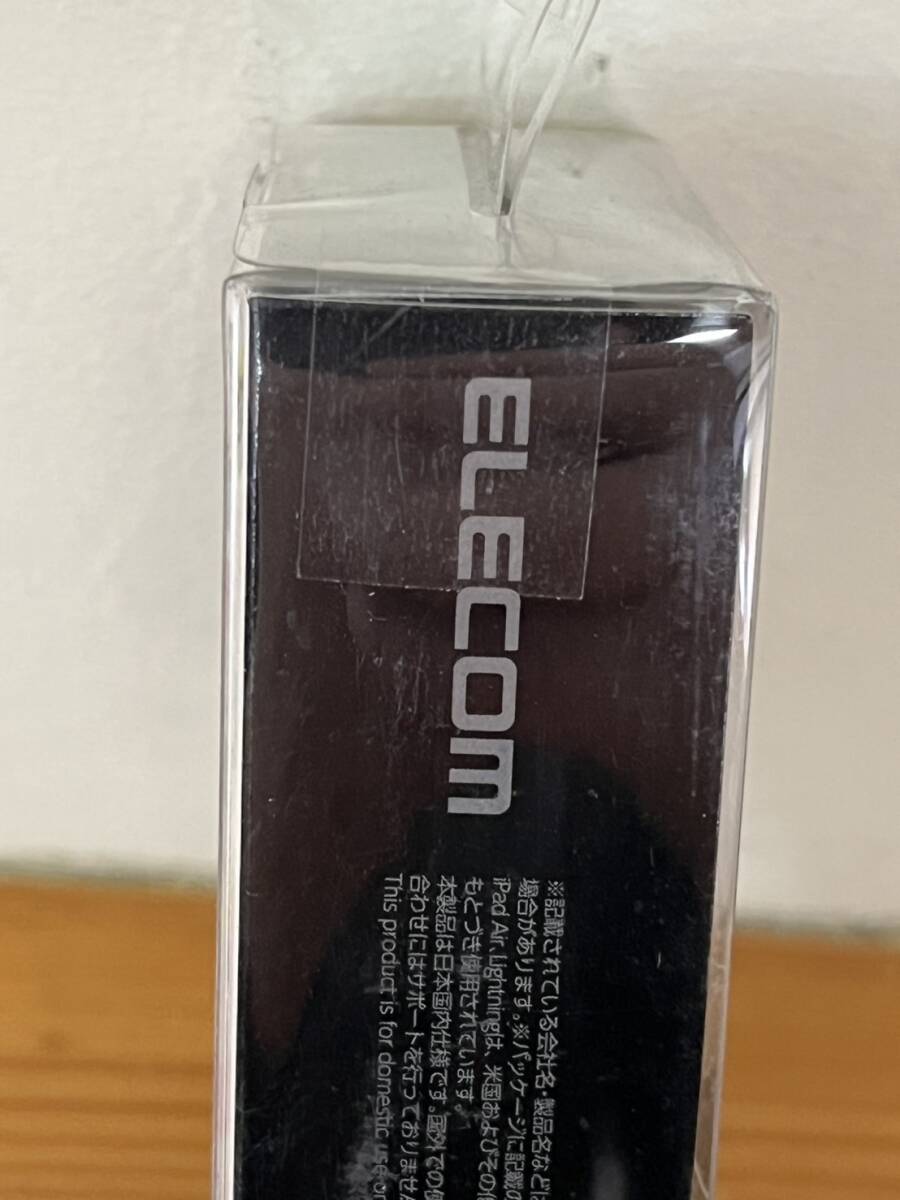 ELECOM
※記載されている会社名・製品名などは
場合があります。※パッケージに記載の
iPad Air、Lightningは、米国およびその他
もとづき使用されています。
本製品は日本国内仕様です。国外での使
合わせにはサポートを行っておりません
This product is for domestic use on